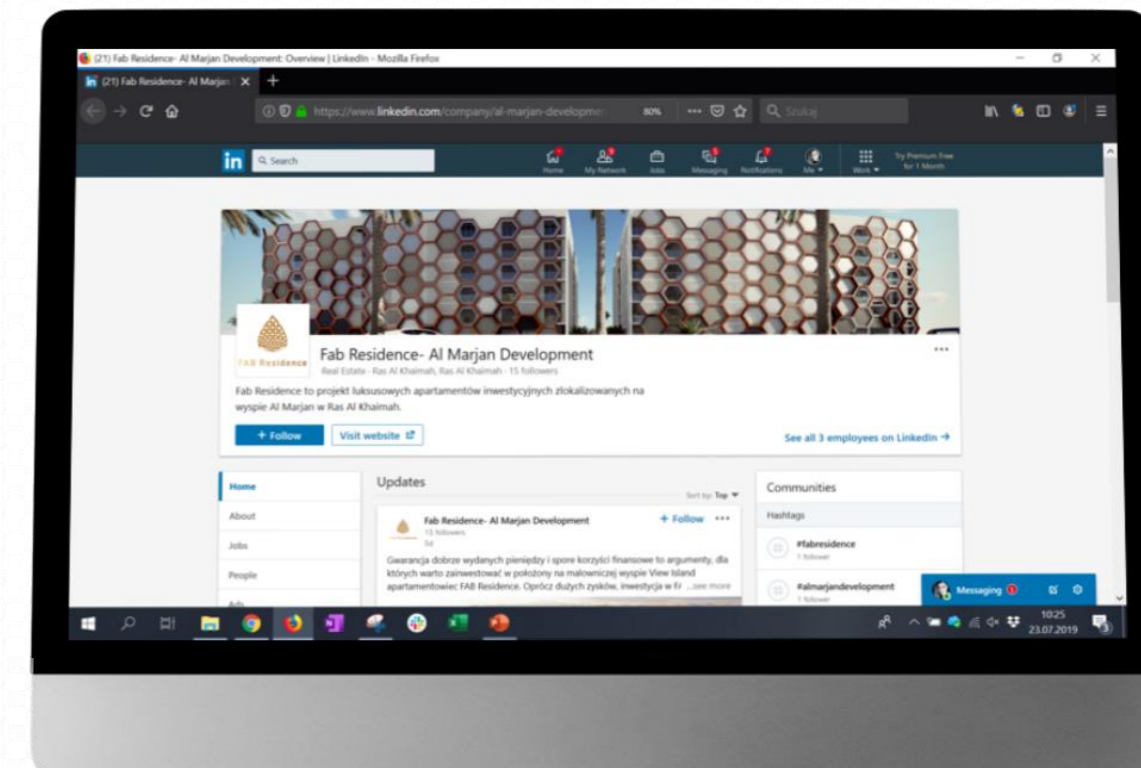 (21) Fab Residence- Al Marjan Development: Overview | LinkedIn - Mozilla Firefox
(21) Fab Residence- Al Marjan
https://www.linkedin.com/company/al-marjan-developme
80%
Szukaj
in
Search
Home
My Network
Jobs
Messaging
Notifications
Me
Work
Try Premium Free
for 1 Month
FAB Residence
Fab Residence- Al Marjan Development
Real Estate · Ras Al Khaimah, Ras Al Khaimah · 15 followers
Fab Residence to projekt luksusowych apartamentów inwestycyjnych zlokalizowanych na
wyspie Al Marjan w Ras Al Khaimah.
+ Follow
Visit website
See all 3 employees on LinkedIn →
Home
About
Jobs
People
Ads
Updates
Sort by: Top
Fab Residence- Al Marjan Development
15 followers
5d
+ Follow
Gwarancja dobrze wydanych pieniędzy i spore korzyści finansowe to argumenty, dla
których warto zainwestować w położony na malowniczej wyspie View Island
apartamentowiec FAB Residence. Oprócz dużych zysków, inwestycja w ...see more
Communities
Hashtags
#fabresidence
1 follower
#almarjandevelopment
1 follower
Messaging 1
10:25
23.07.2019